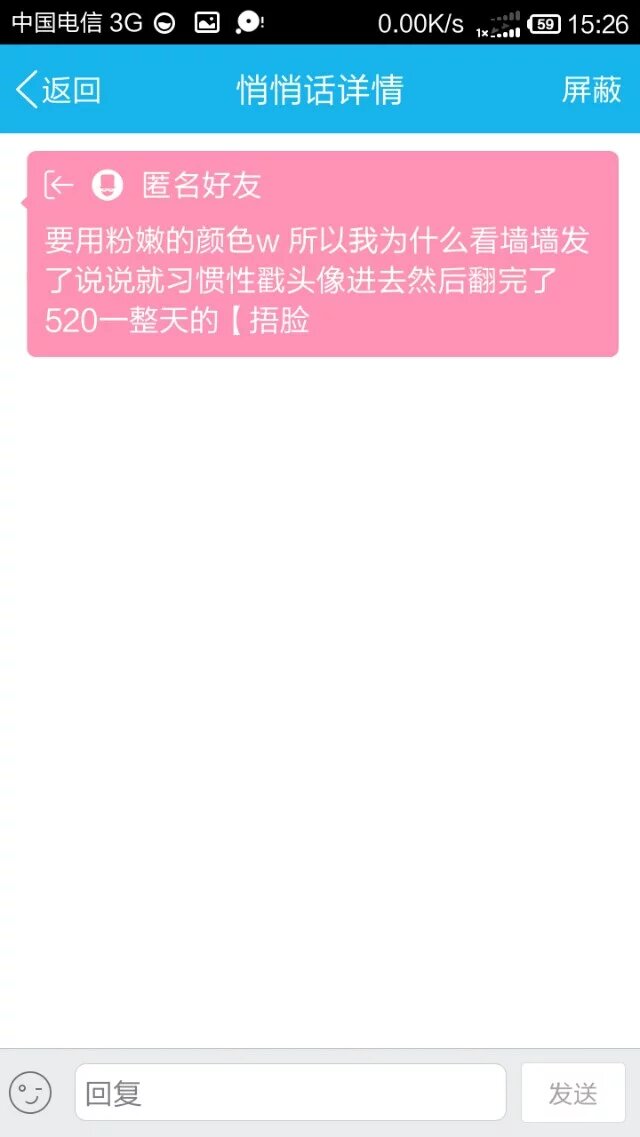 中国电信 3G 0.00K/s 1x 59 15:26
返回 悄悄话详情 屏蔽
匿名好友
要用粉嫩的颜色w 所以我为什么看墙墙发
了说说就习惯性戳头像进去然后翻完了
520一整天的【捂脸
回复 发送